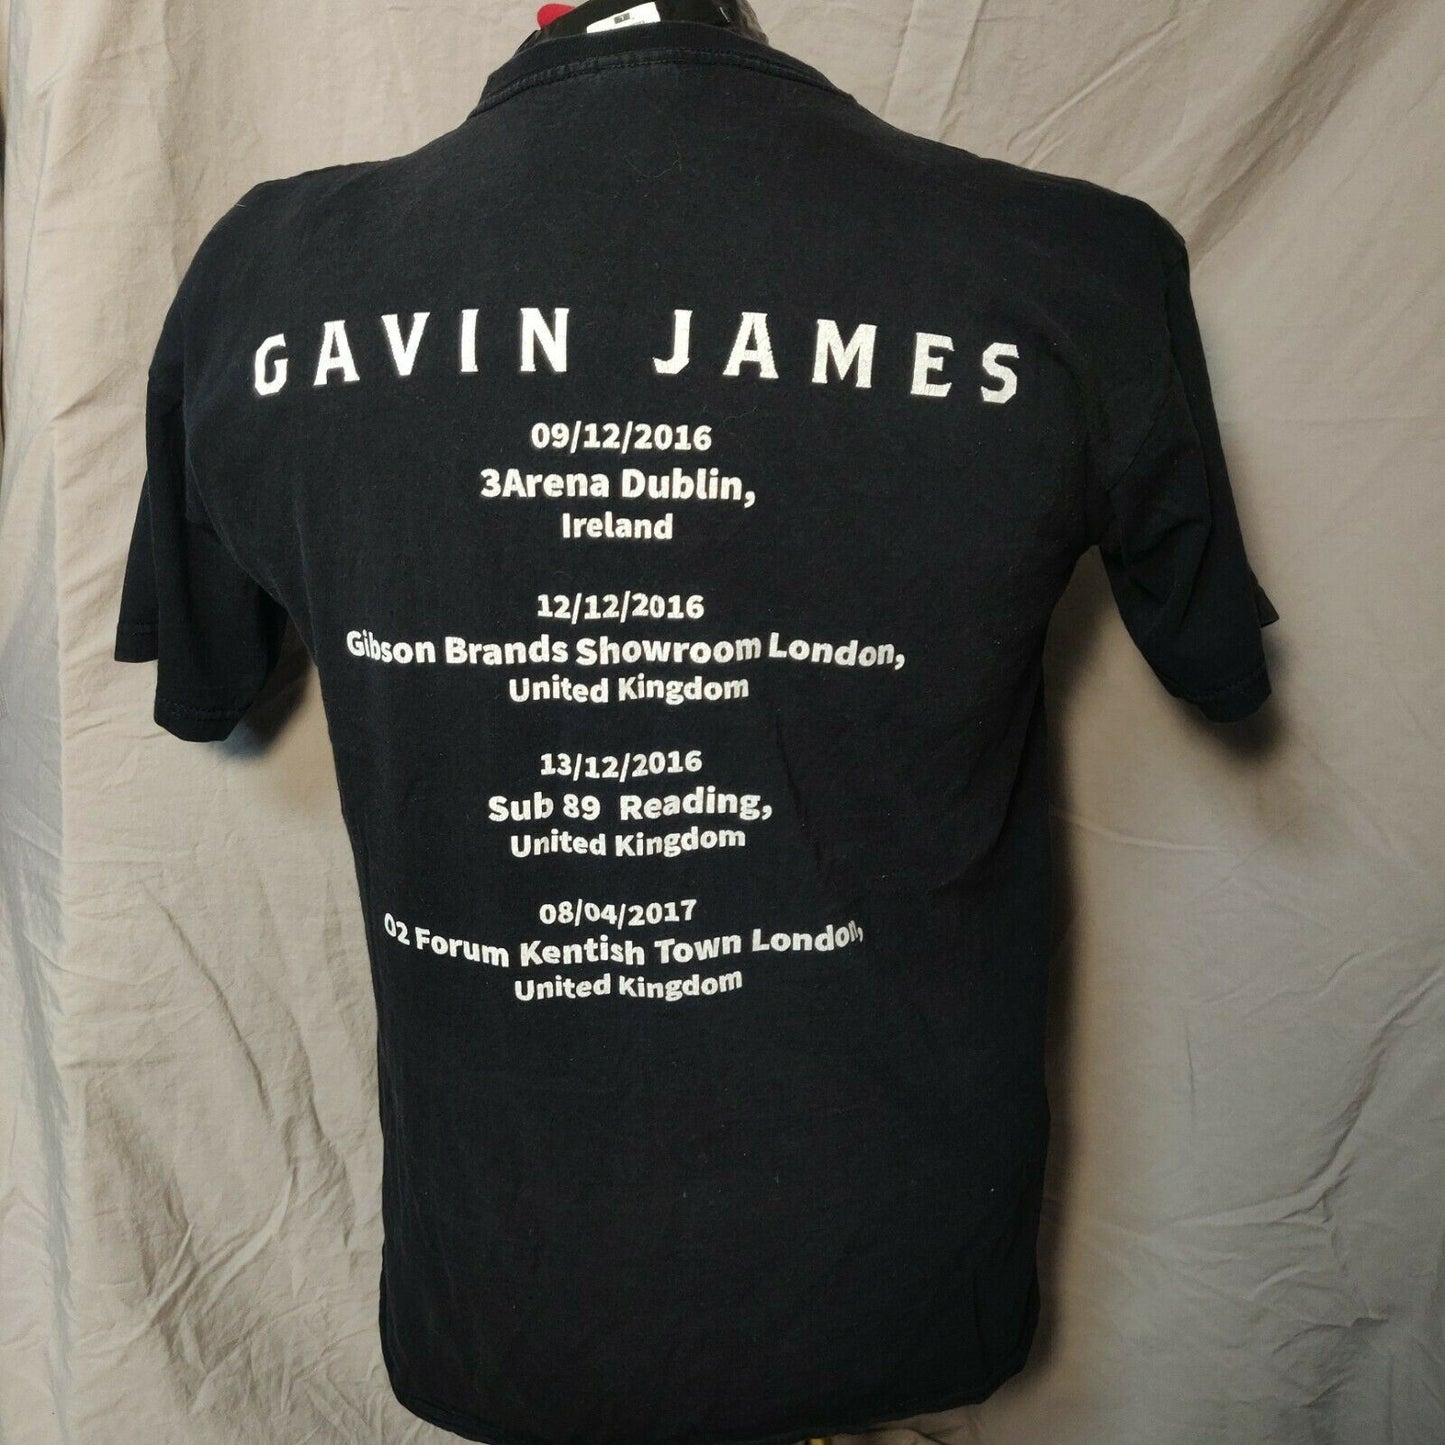 GAVIN JAMES
09/12/2016
3Arena Dublin,
Ireland
12/12/2016
Gibson Brands Showroom London,
United Kingdom
13/12/2016
Sub 89 Reading,
United Kingdom
08/04/2017
O2 Forum Kentish Town London,
United Kingdom